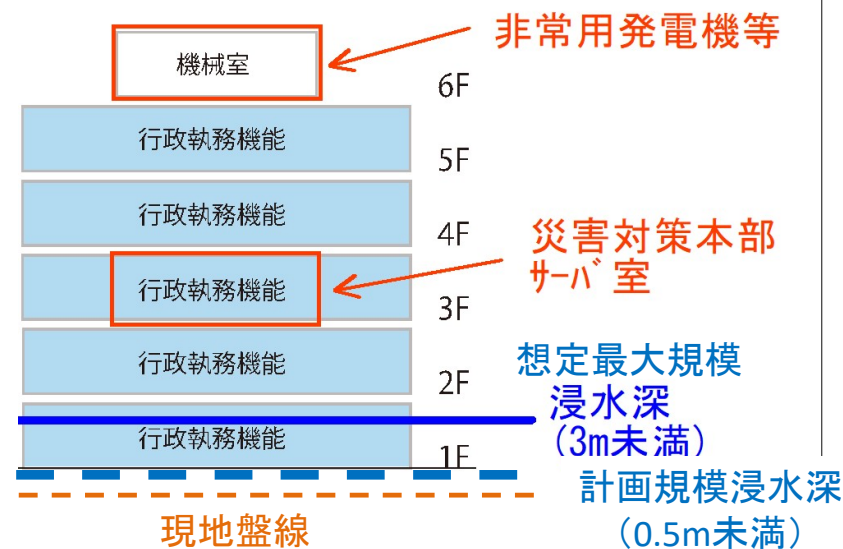 非常用発電機等
機械室
6F
行政執務機能
5F
行政執務機能
4F
災害対策本部
ｻｰﾊﾞ室
行政執務機能
3F
行政執務機能
2F
想定最大規模
浸水深
(3m未満)
行政執務機能
1F
計画規模浸水深
（0.5m未満）
現地盤線